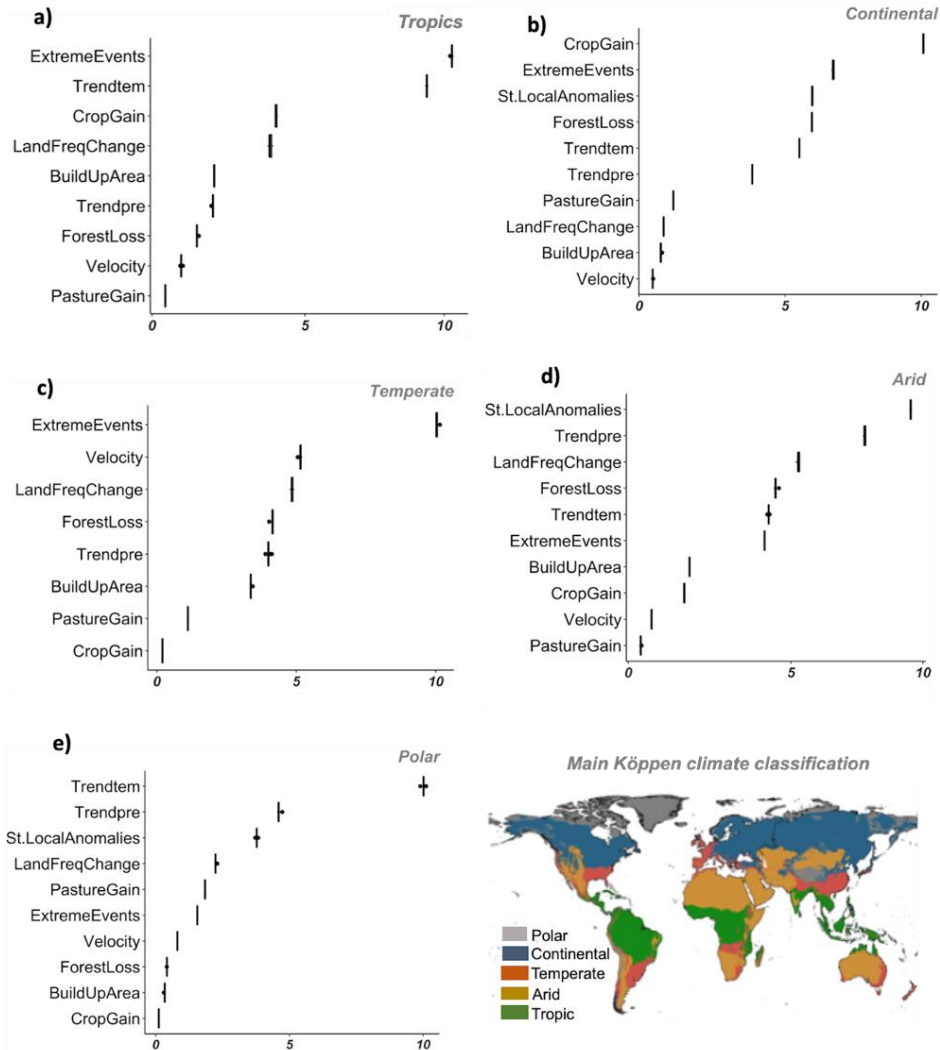 a)
Tropics
ExtremeEvents
Trendtem
CropGain
LandFreqChange
BuildUpArea
Trendpre
ForestLoss
Velocity
PastureGain
0 5 10
b)
Continental
CropGain
ExtremeEvents
St.LocalAnomalies
ForestLoss
Trendtem
Trendpre
PastureGain
LandFreqChange
BuildUpArea
Velocity
0 5 10
c)
Temperate
ExtremeEvents
Velocity
LandFreqChange
ForestLoss
Trendpre
BuildUpArea
PastureGain
CropGain
0 5 10
d)
Arid
St.LocalAnomalies
Trendpre
LandFreqChange
ForestLoss
Trendtem
ExtremeEvents
BuildUpArea
CropGain
Velocity
PastureGain
0 5 10
e)
Polar
Trendtem
Trendpre
St.LocalAnomalies
LandFreqChange
PastureGain
ExtremeEvents
Velocity
ForestLoss
BuildUpArea
CropGain
0 5 10
Main Köppen climate classification
Polar
Continental
Temperate
Arid
Tropic